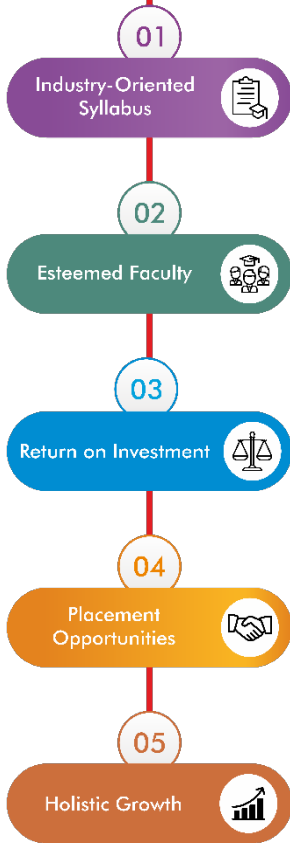 01
Industry-Oriented
Syllabus
02
Esteemed Faculty
03
Return on Investment
04
Placement
Opportunities
05
Holistic Growth